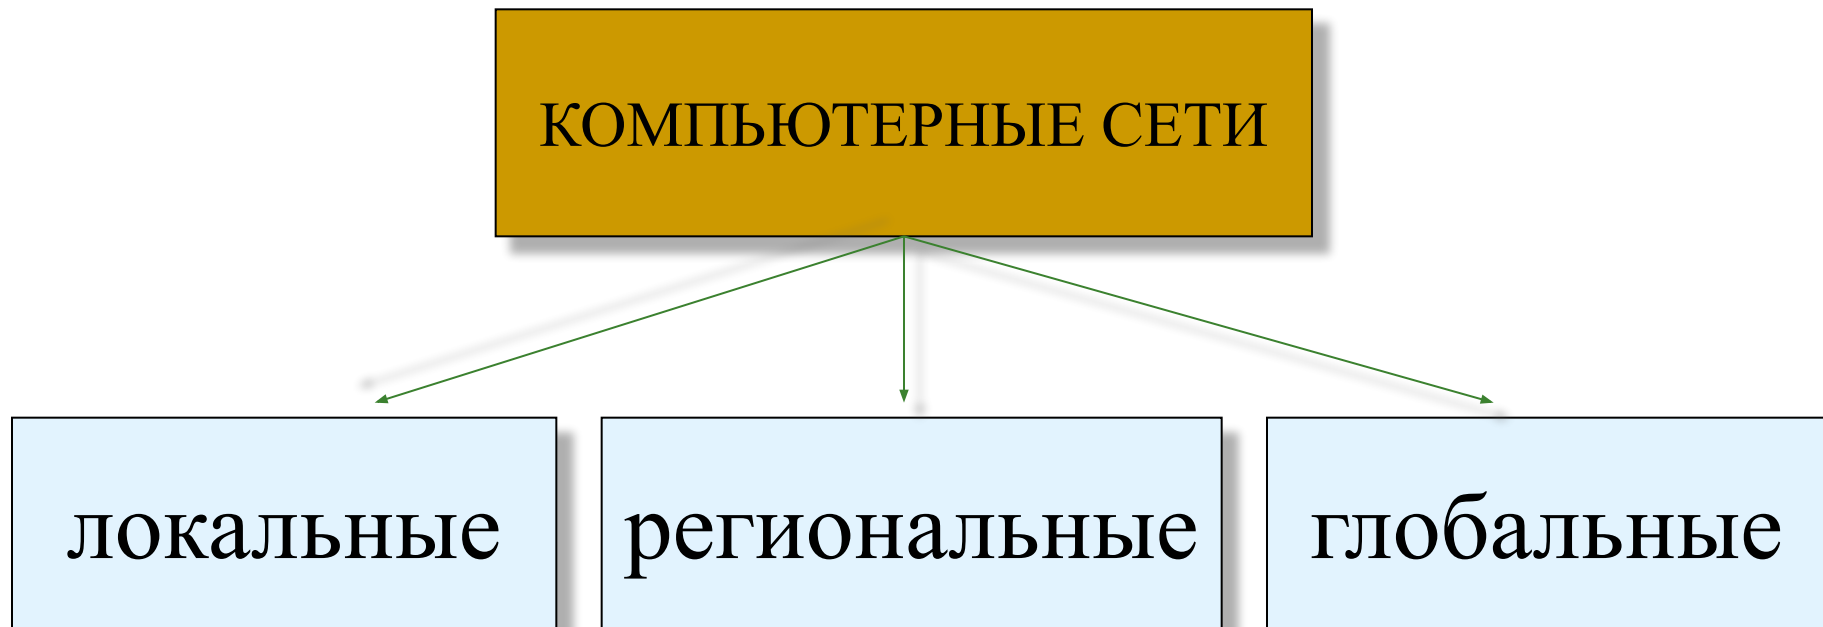 КОМПЬЮТЕРНЫЕ СЕТИ
локальные
региональные
глобальные